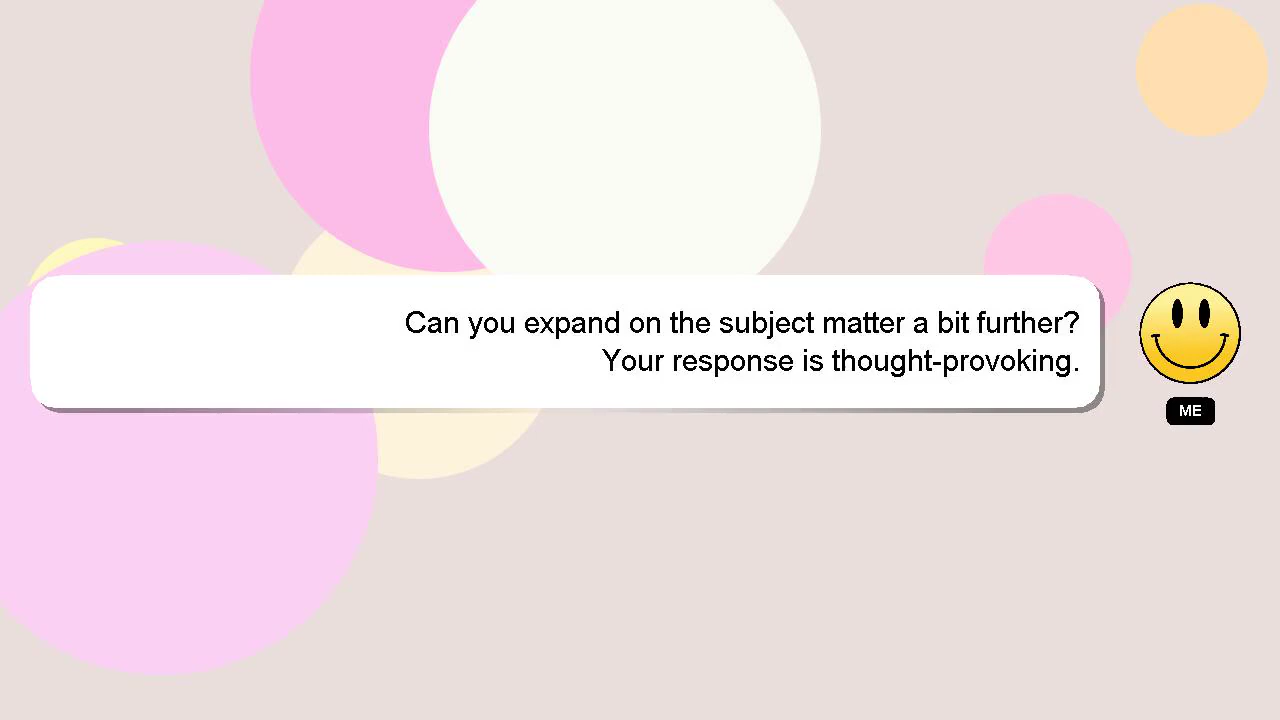 Can you expand on the subject matter a bit further?
Your response is thought-provoking.
ME